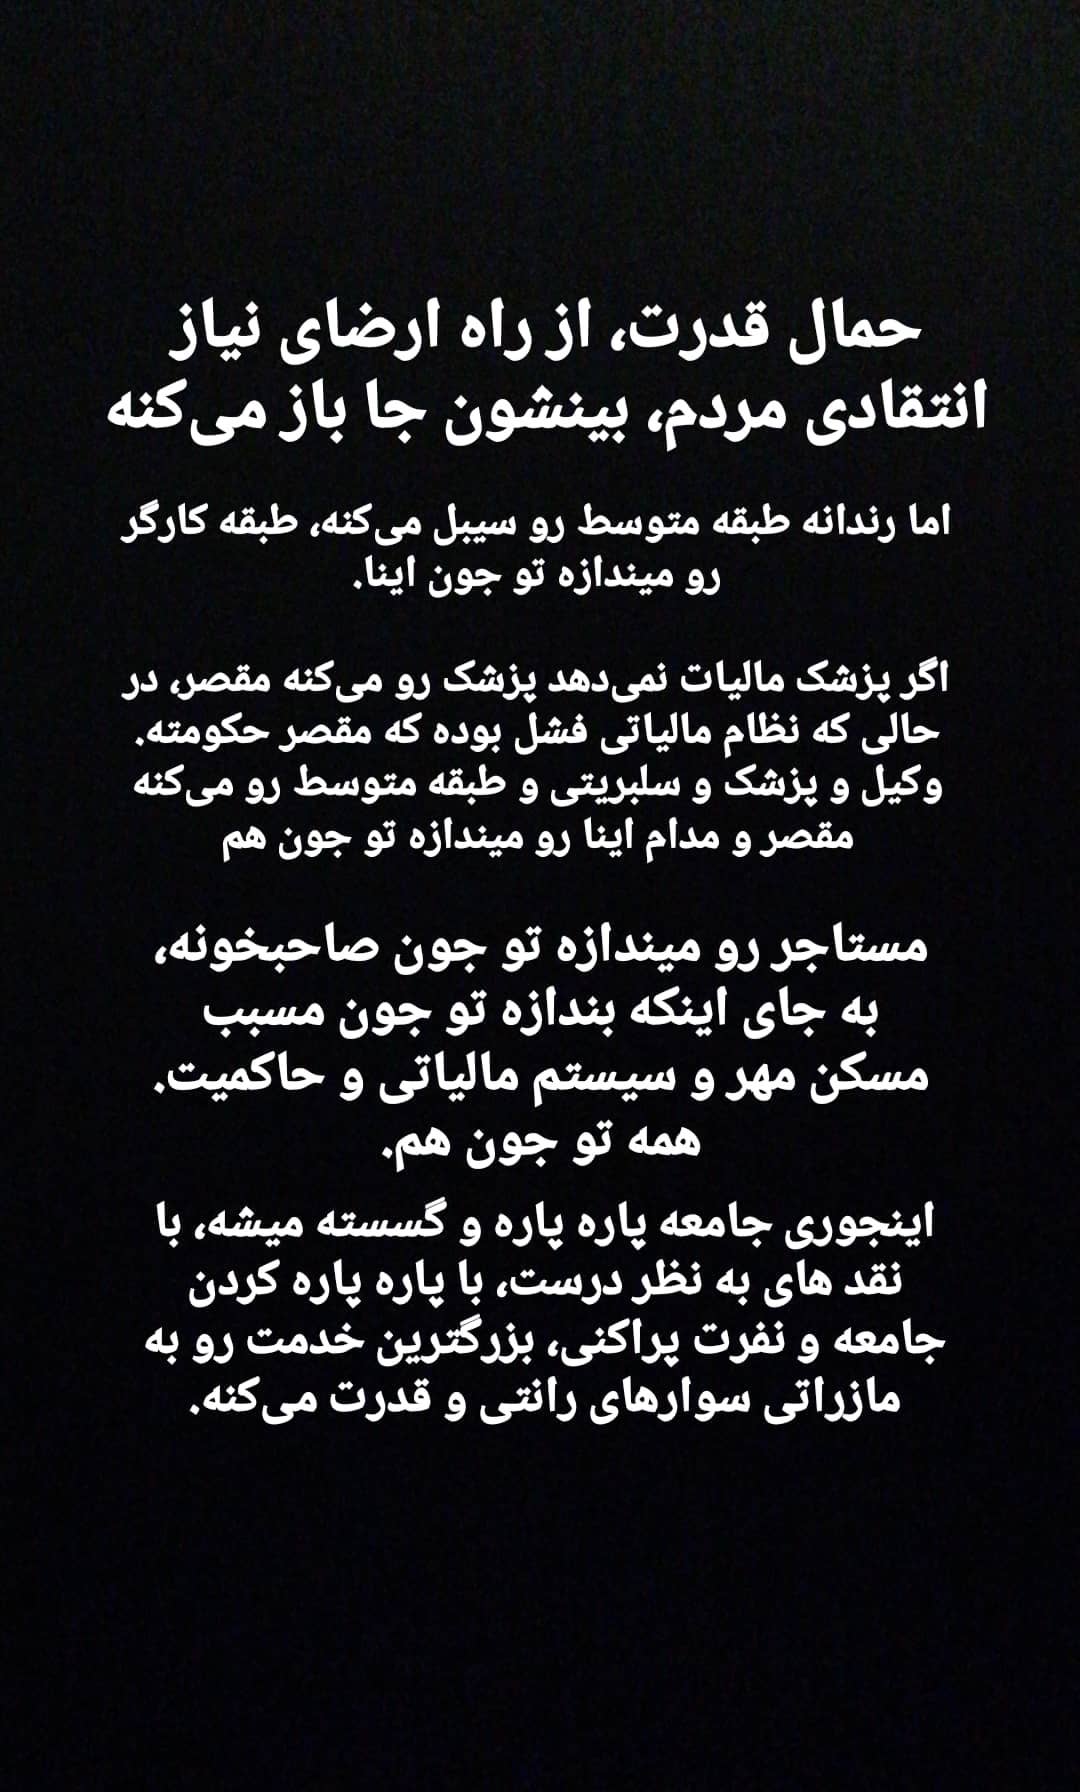 حمال قدرت، از راه ارضای نیاز
انتقادی مردم، بینشون جا باز می‌کنه
اما رندانه طبقه متوسط رو سیبل می‌کنه، طبقه کارگر
رو میندازه تو جون اینا.
اگر پزشک مالیات نمی‌دهد پزشک رو می‌کنه مقصر، در
حالی که نظام مالیاتی فشل بوده که مقصر حکومته.
وکیل و پزشک و سلبریتی و طبقه متوسط رو می‌کنه
مقصر و مدام اینا رو میندازه تو جون هم
مستاجر رو میندازه تو جون صاحبخونه،
به جای اینکه بندازه تو جون مسبب
مسکن مهر و سیستم مالیاتی و حاکمیت.
همه تو جون هم.
اینجوری جامعه پاره پاره و گسسته میشه، با
نقد های به نظر درست، با پاره پاره کردن
جامعه و نفرت پراکنی، بزرگترین خدمت رو به
مازراتی سوارهای رانتی و قدرت می‌کنه.